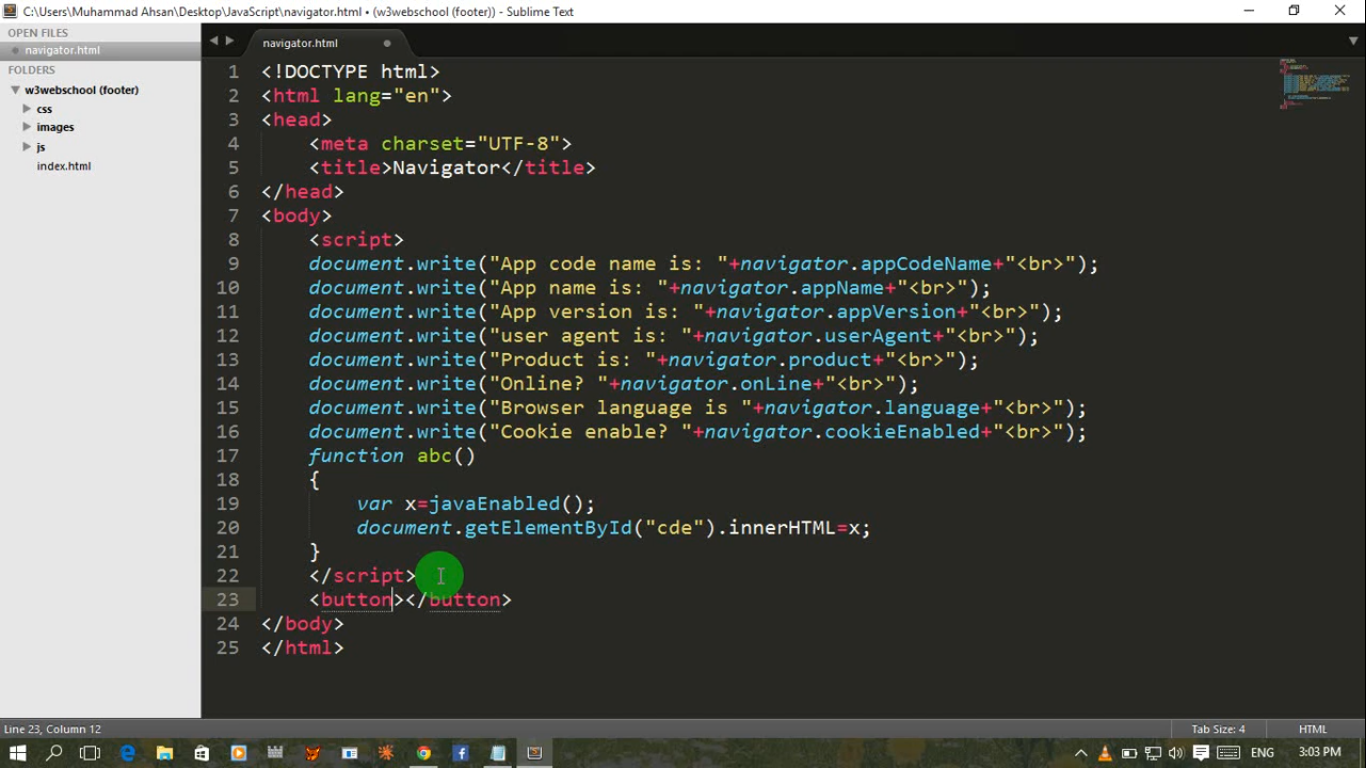 C:\Users\Muhammad Ahsan\Desktop\JavaScript\navigator.html • (w3webschool (footer)) - Sublime Text
OPEN FILES
navigator.html
FOLDERS
w3webschool (footer)
css
images
js
index.html
navigator.html
1 <!DOCTYPE html>
2 <html lang="en">
3 <head>
4 <meta charset="UTF-8">
5 <title>Navigator</title>
6 </head>
7 <body>
8 <script>
9 document.write("App code name is: "+navigator.appCodeName+"<br>");
10 document.write("App name is: "+navigator.appName+"<br>");
11 document.write("App version is: "+navigator.appVersion+"<br>");
12 document.write("user agent is: "+navigator.userAgent+"<br>");
13 document.write("Product is: "+navigator.product+"<br>");
14 document.write("Online? "+navigator.onLine+"<br>");
15 document.write("Browser language is "+navigator.language+"<br>");
16 document.write("Cookie enable? "+navigator.cookieEnabled+"<br>");
17 function abc()
18 {
19 var x=javaEnabled();
20 document.getElementById("cde").innerHTML=x;
21 }
22 </script>
23 <button></button>
24 </body>
25 </html>
Line 23, Column 12
Tab Size: 4
HTML
ENG
3:03 PM